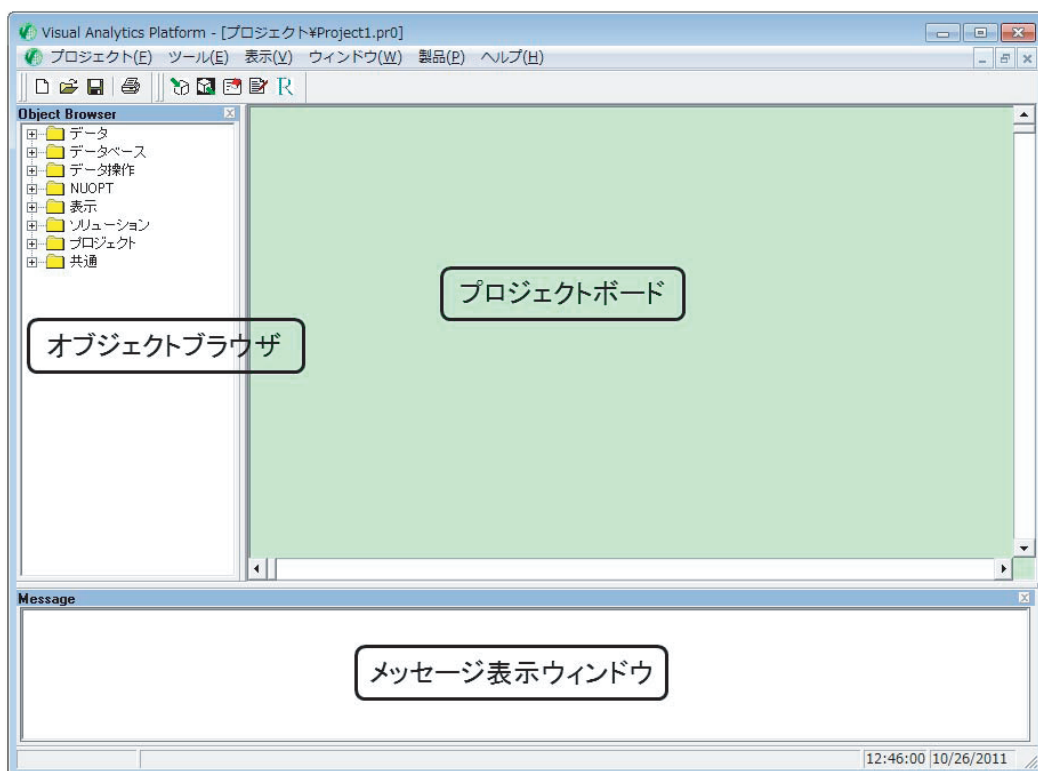 Visual Analytics Platform - [プロジェクト¥Project1.pr0]
プロジェクト(F) ツール(E) 表示(V) ウィンドウ(W) 製品(P) ヘルプ(H)
R
Object Browser
データ
データベース
データ操作
NUOPT
表示
ソリューション
プロジェクト
共通
プロジェクトボード
オブジェクトブラウザ
Message
メッセージ表示ウィンドウ
12:46:00 10/26/2011